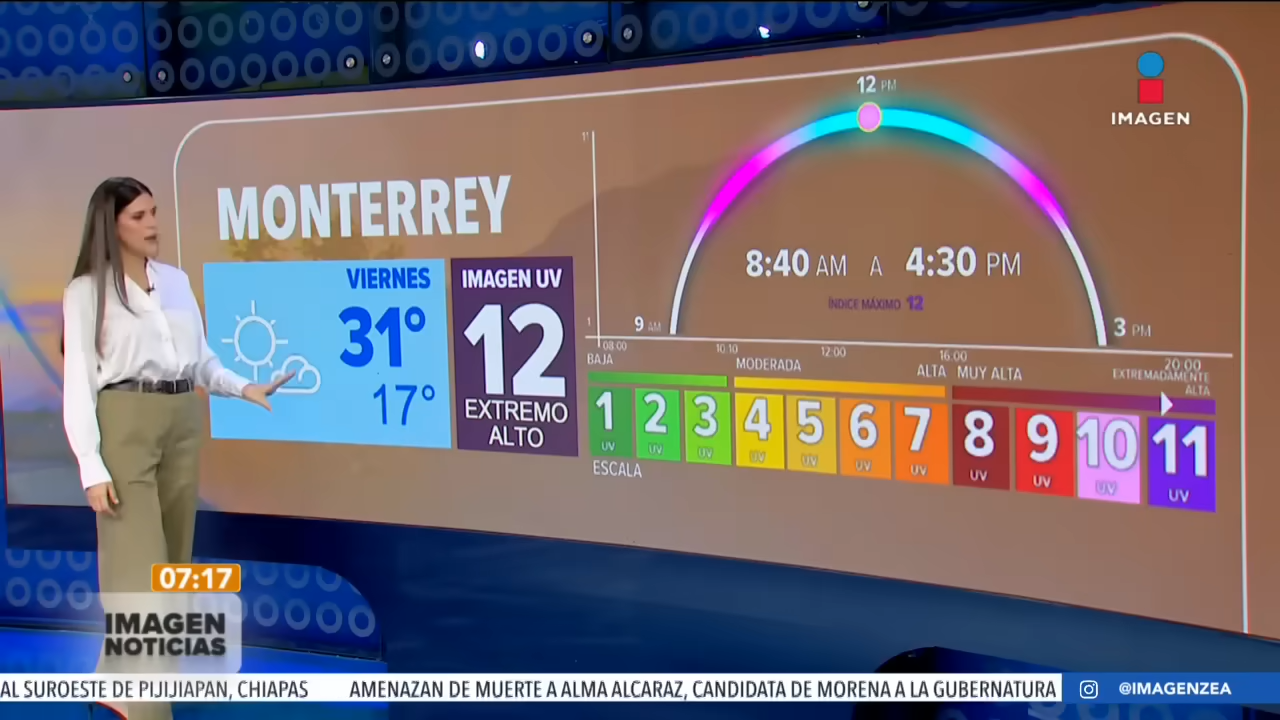 12 PM
IMAGEN
1
MONTERREY
VIERNES
31°
17°
IMAGEN UV
12
EXTREMO
ALTO
8:40 AM A 4:30 PM
ÍNDICE MÁXIMO 12
1
9 AM
3 PM
08:00
10:10
12:00
16:00
20:00
BAJA
MODERADA
ALTA
MUY ALTA
EXTREMADAMENTE
ALTA
1 2 3 4 5 6 7 8 9 10 11
UV UV UV UV UV UV UV UV UV UV UV
ESCALA
07:17
IMAGEN
NOTICIAS
AL SUROESTE DE PIJIJIAPAN, CHIAPAS AMENAZAN DE MUERTE A ALMA ALCARAZ, CANDIDATA DE MORENA A LA GUBERNATURA
@IMAGENZEA